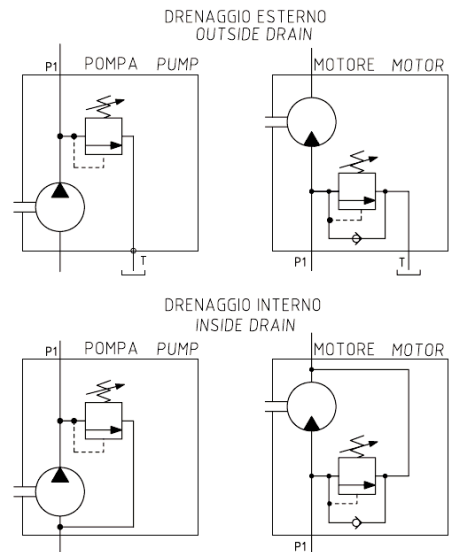 DRENAGGIO ESTERNO
OUTSIDE DRAIN
P1 POMPA PUMP
MOTORE MOTOR
T
P1 T
DRENAGGIO INTERNO
INSIDE DRAIN
P1 POMPA PUMP
MOTORE MOTOR
P1